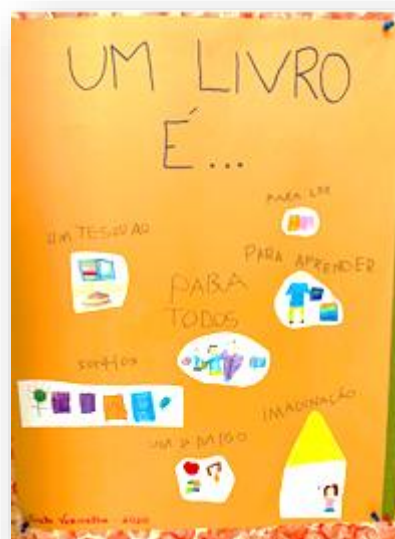 UM LIVRO
É...
PARA LER
UM TESOURO
PARA APRENDER
PARA
TODOS
SONHOS
IMAGINAÇÃO
UM AMIGO